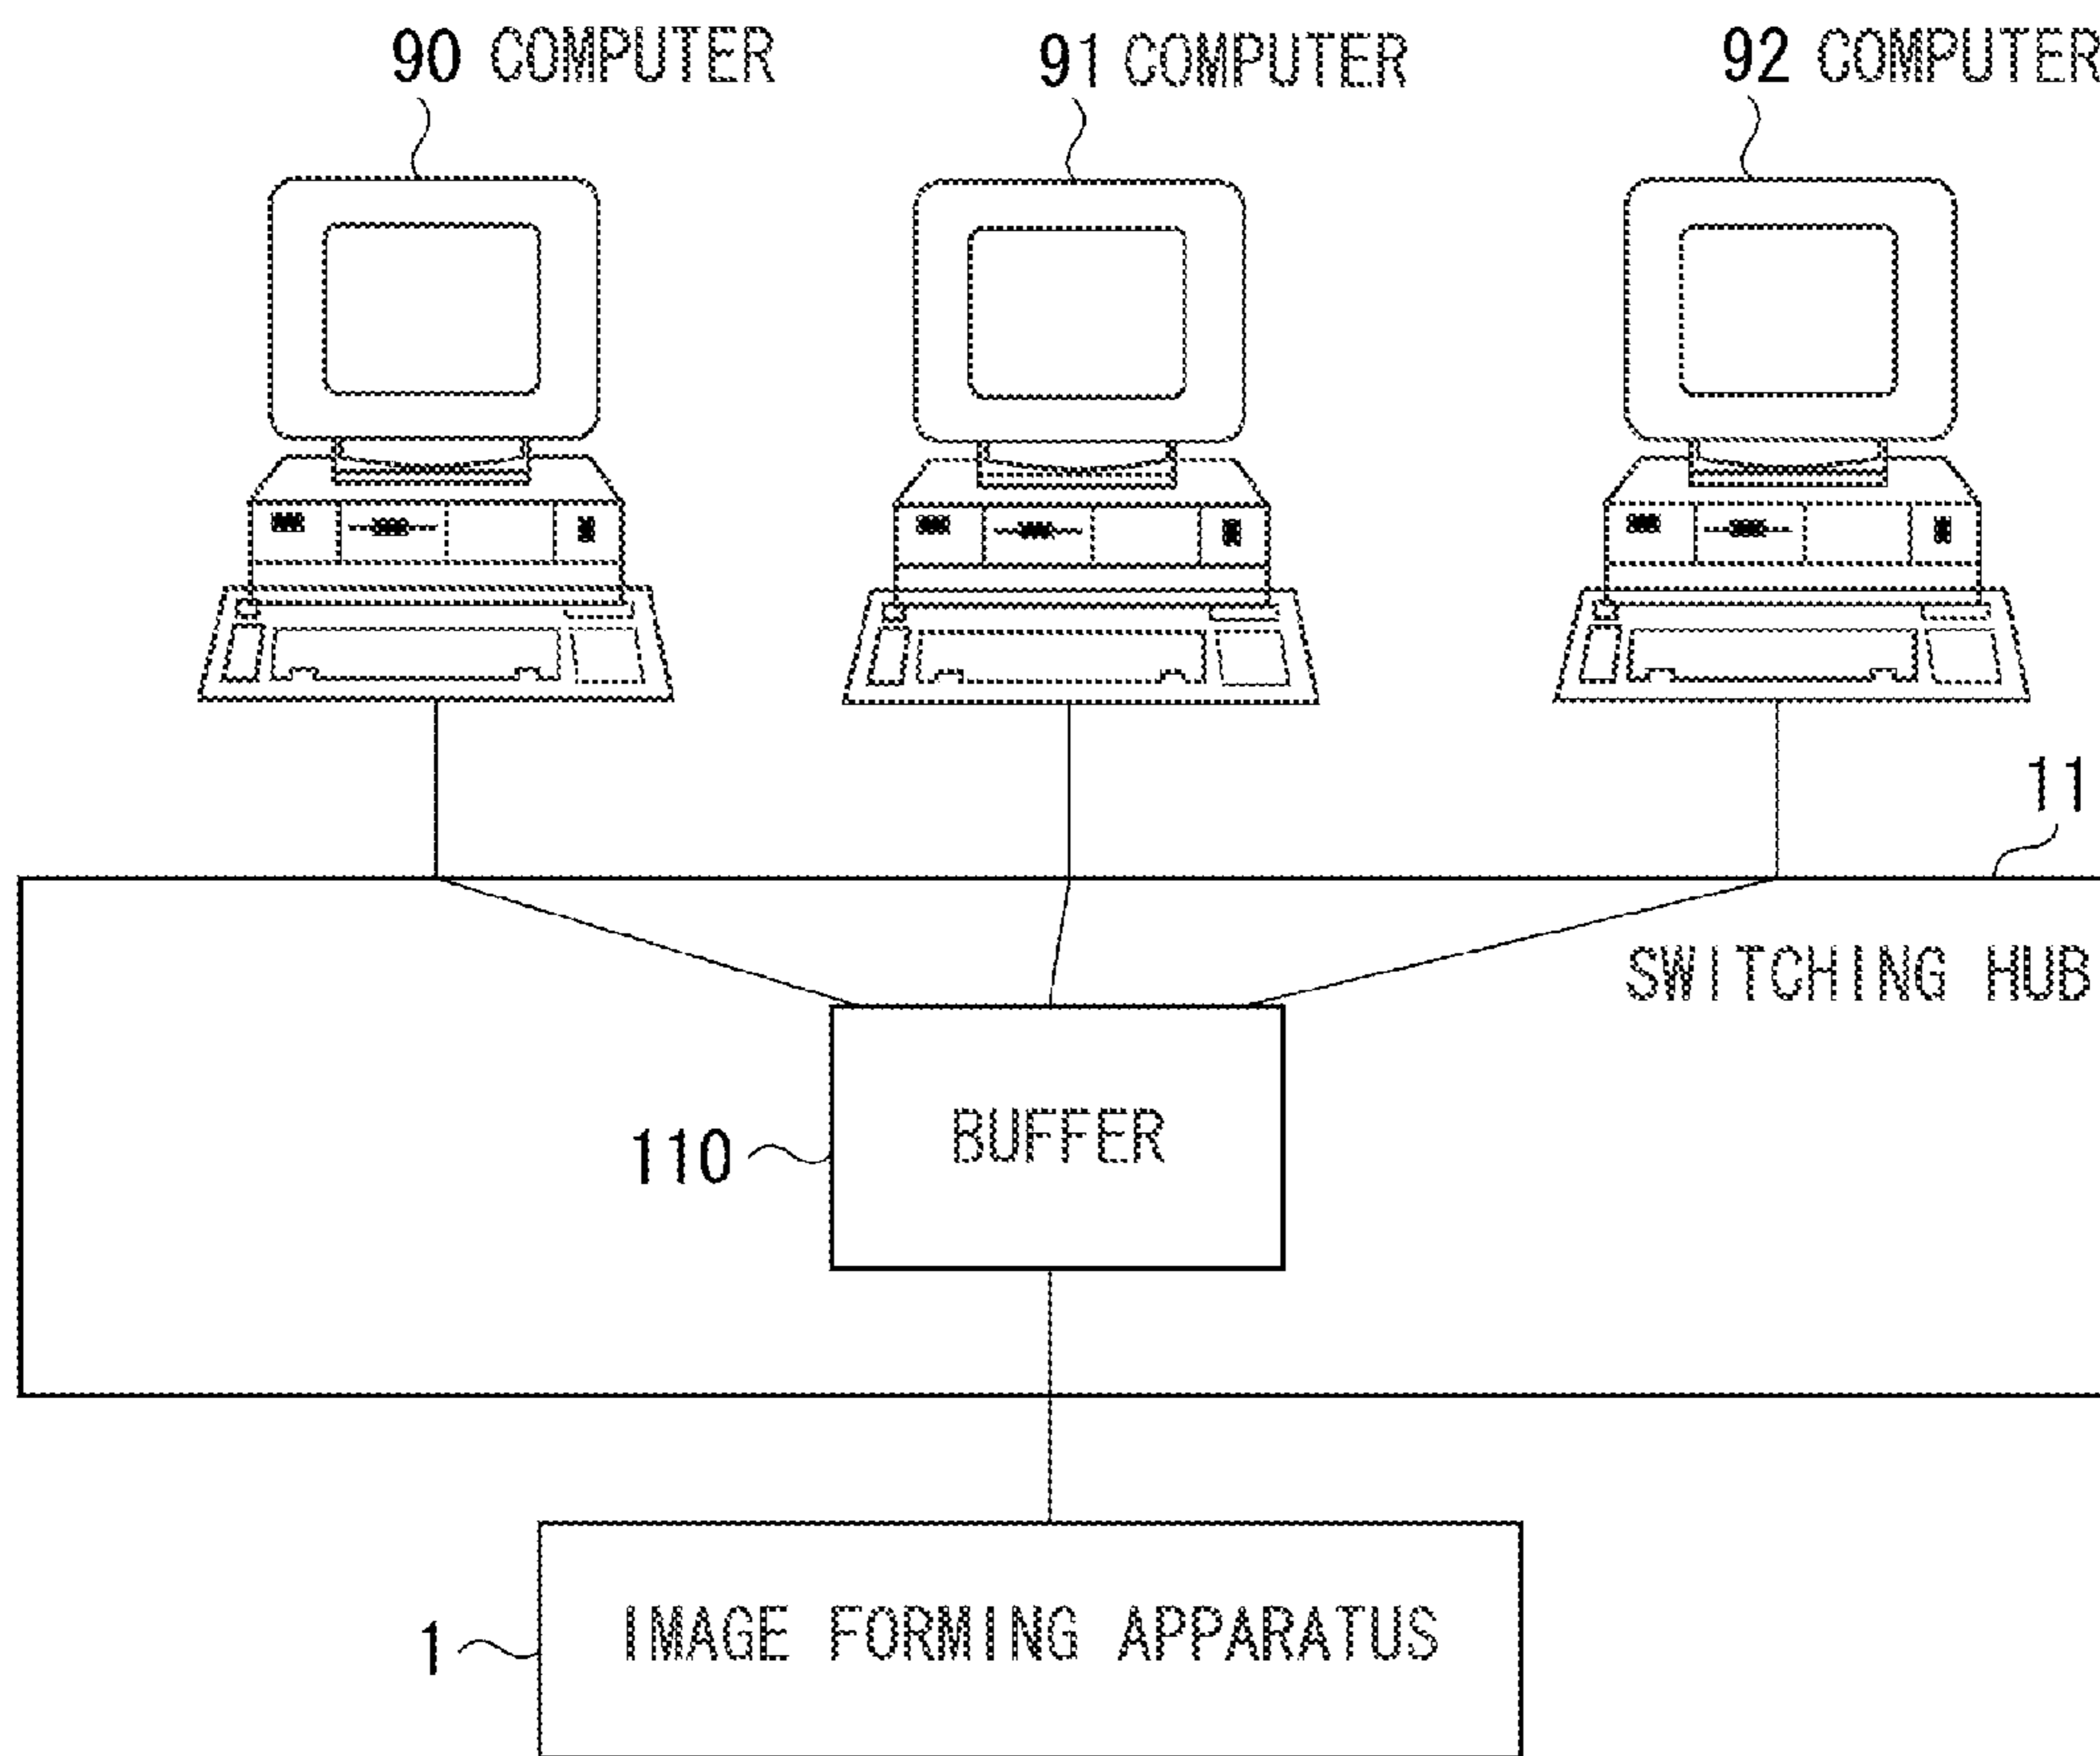 90 COMPUTER
91 COMPUTER
92 COMPUTER
11
SWITCHING HUB
BUFFER
110
IMAGE FORMING APPARATUS
1